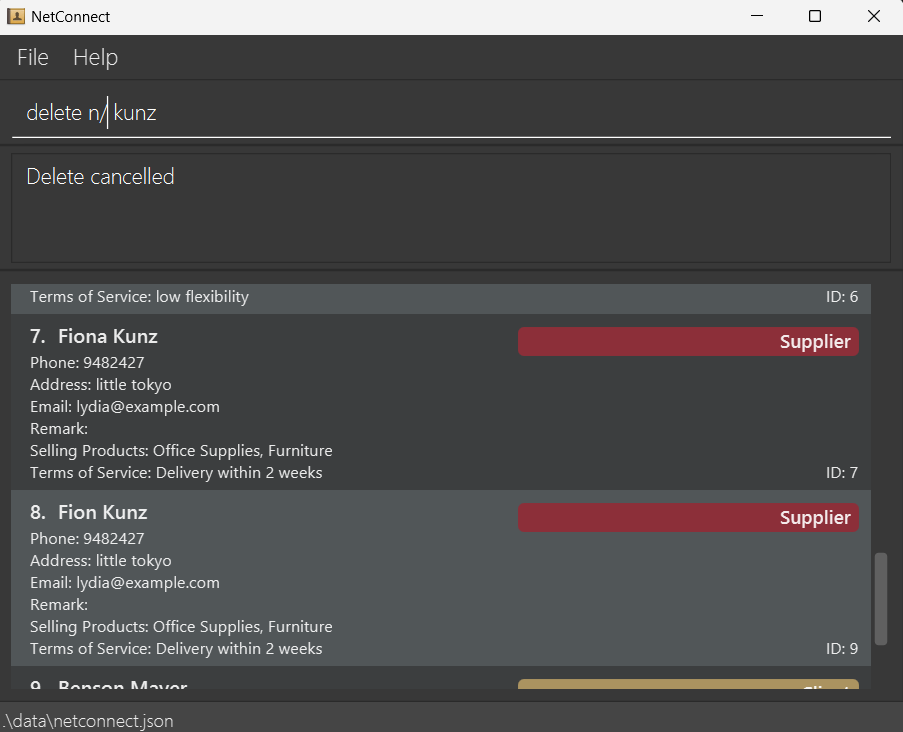 NetConnect
File Help
delete n/ kunz
Delete cancelled
Terms of Service: low flexibility ID: 6
7. Fiona Kunz Supplier
Phone: 9482427
Address: little tokyo
Email: lydia@example.com
Remark:
Selling Products: Office Supplies, Furniture
Terms of Service: Delivery within 2 weeks ID: 7
8. Fion Kunz Supplier
Phone: 9482427
Address: little tokyo
Email: lydia@example.com
Remark:
Selling Products: Office Supplies, Furniture
Terms of Service: Delivery within 2 weeks ID: 9
9. Benson Mayer Client
.\data\netconnect.json